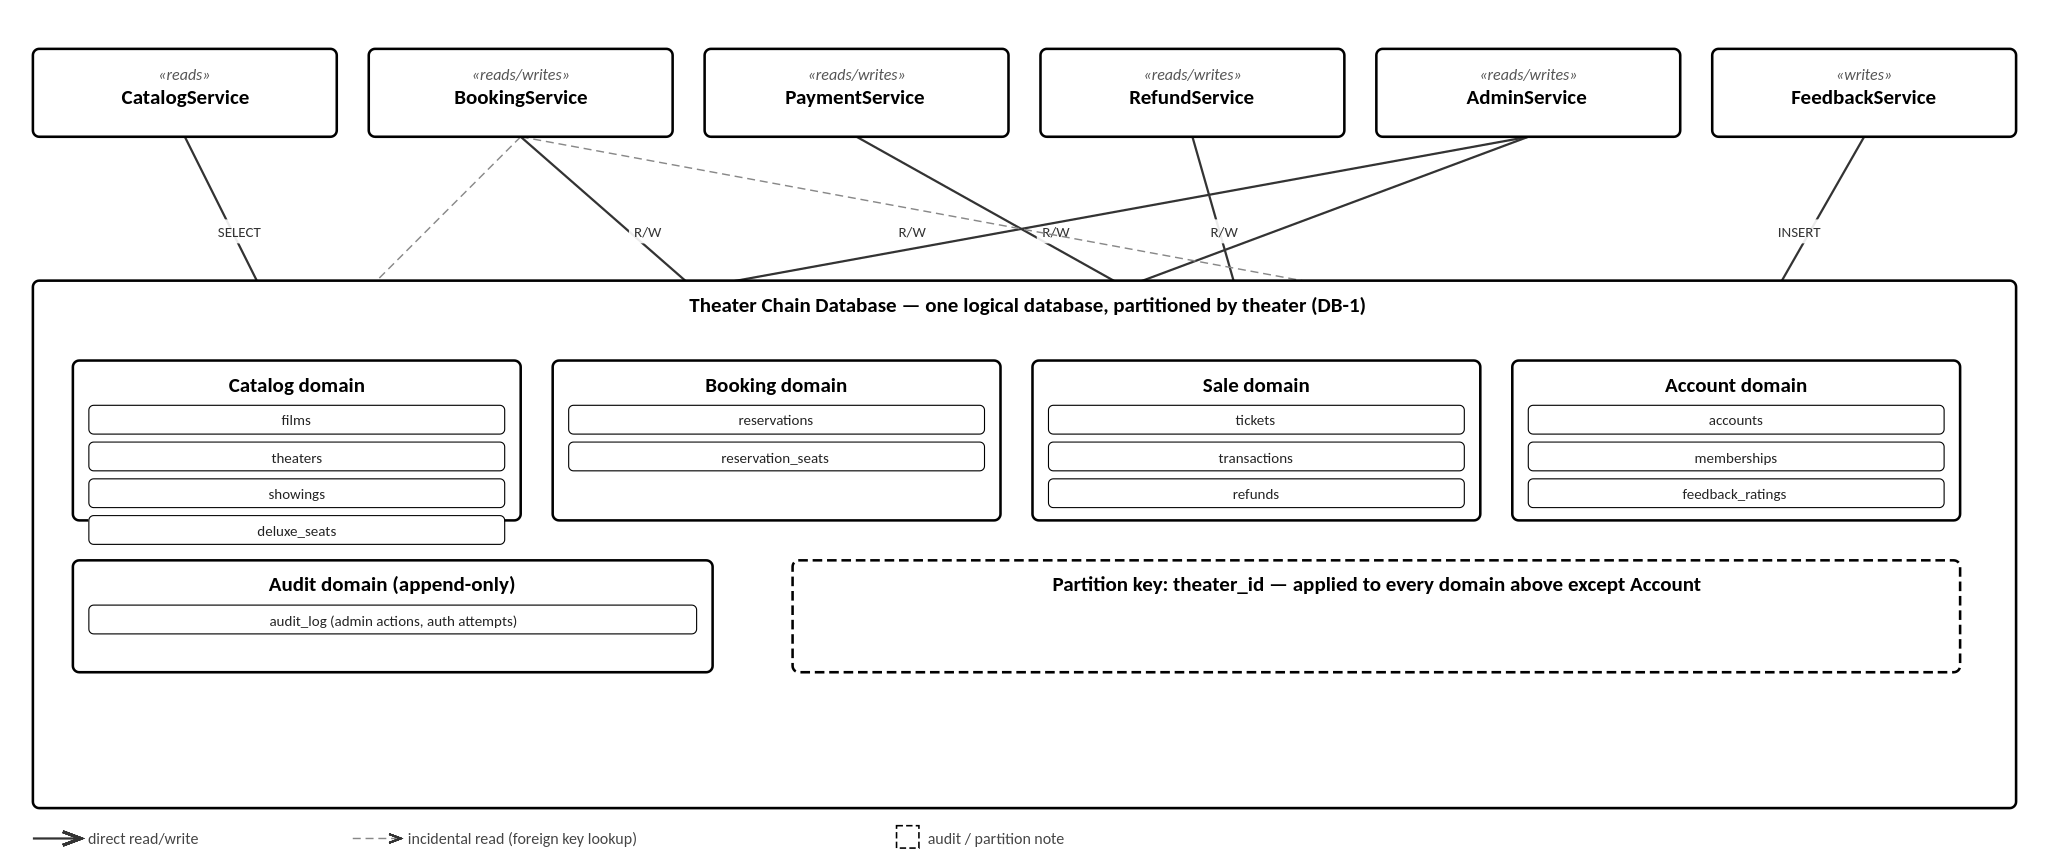 «reads»
CatalogService
«reads/writes»
BookingService
«reads/writes»
PaymentService
«reads/writes»
RefundService
«reads/writes»
AdminService
«writes»
FeedbackService
SELECT
R/W
R/W
R/W
R/W
INSERT
Theater Chain Database — one logical database, partitioned by theater (DB-1)
Catalog domain
films
theaters
showings
deluxe_seats
Booking domain
reservations
reservation_seats
Sale domain
tickets
transactions
refunds
Account domain
accounts
memberships
feedback_ratings
Audit domain (append-only)
audit_log (admin actions, auth attempts)
Partition key: theater_id — applied to every domain above except Account
direct read/write
incidental read (foreign key lookup)
audit / partition note